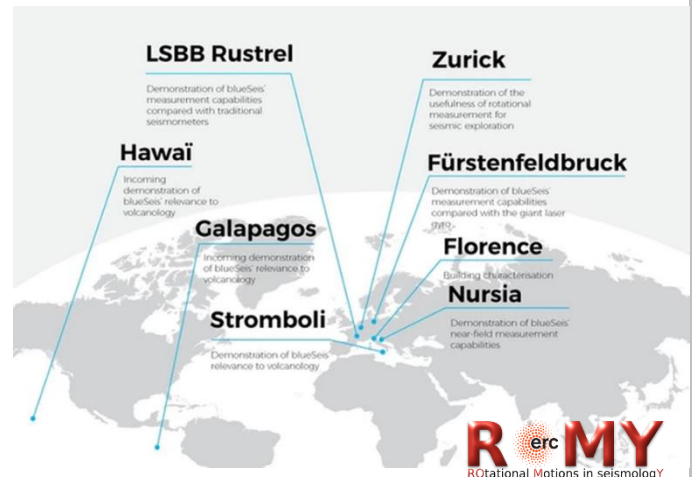 LSBB Rustrel
Demonstration of blueSeis'
measurement capabilities
compared with traditional
seismometers
Zurick
Demonstration of the
usefulness of rotational
measurement for
seismic exploration
Hawaï
Incoming
demonstration of
blueSeis' relevance to
volcanology
Fürstenfeldbruck
Demonstration of blueSeis'
measurement capabilities
compared with the giant laser
gyro.
Galapagos
Incoming demonstration
of blueSeis' relevance to
volcanology
Florence
Building characterisation
Nursia
Demonstration of blueSeis'
near-field measurement
capabilities
Stromboli
Demonstration of blueSeis
relevance to volcanology
R erc MY
ROtational Motions in seismologY